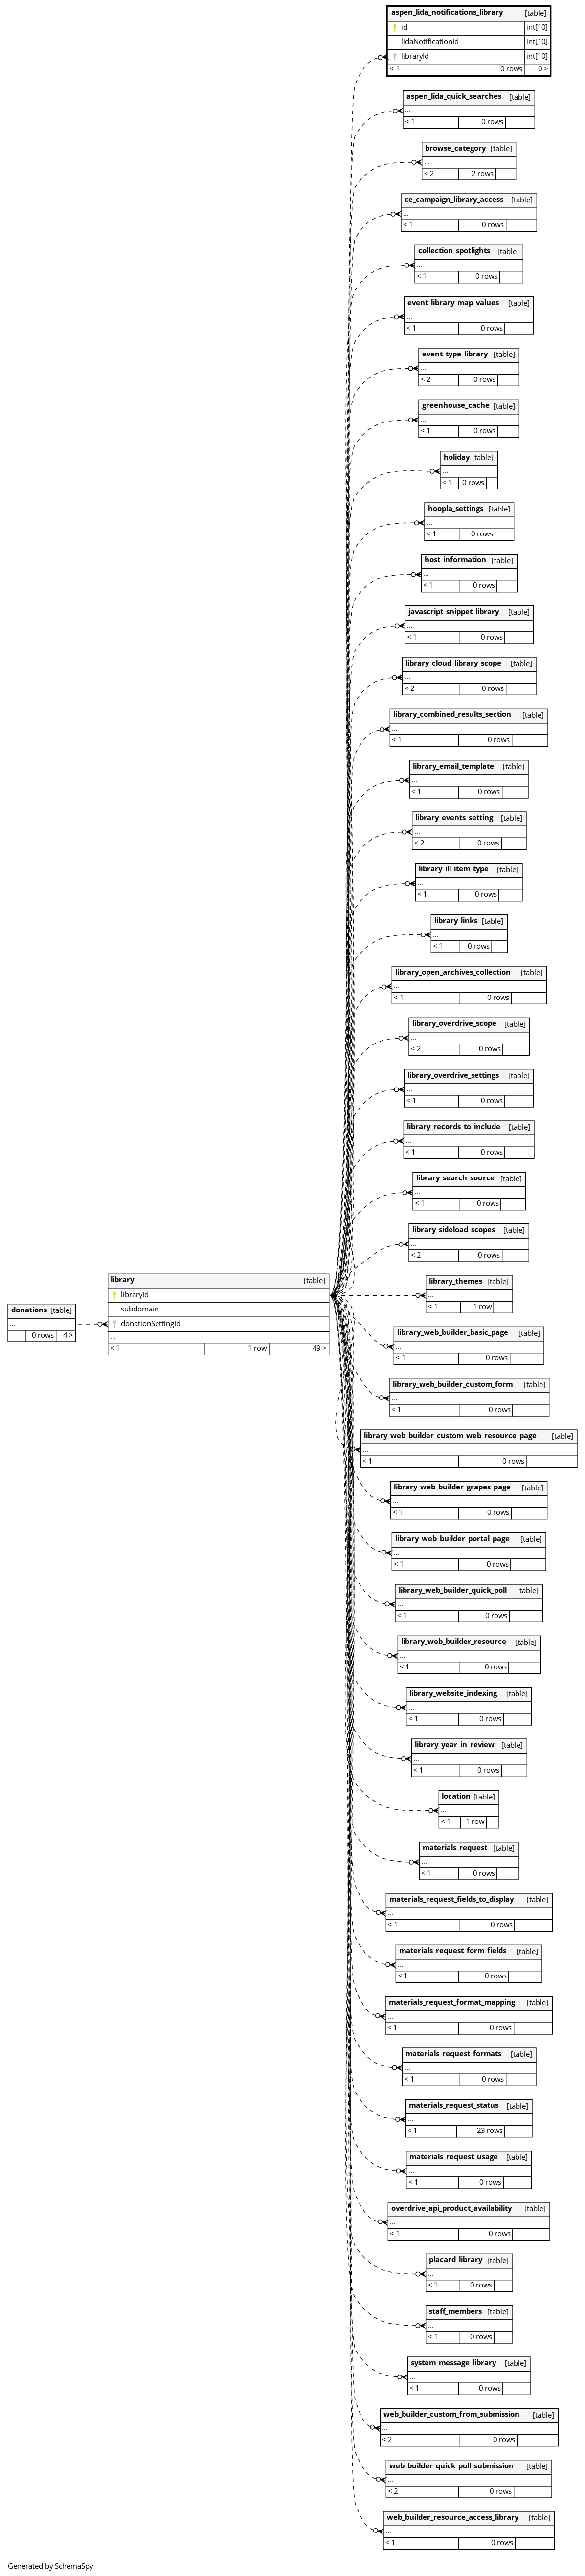 aspen_lida_notifications_library [table]
id int[10]
lidaNotificationId int[10]
libraryId int[10]
< 1 0 rows 0 >
aspen_lida_quick_searches [table]
...
< 1 0 rows
browse_category [table]
...
< 2 2 rows
ce_campaign_library_access [table]
...
< 1 0 rows
collection_spotlights [table]
...
< 1 0 rows
event_library_map_values [table]
...
< 1 0 rows
event_type_library [table]
...
< 2 0 rows
greenhouse_cache [table]
...
< 1 0 rows
holiday [table]
...
< 1 0 rows
hoopla_settings [table]
...
< 1 0 rows
host_information [table]
...
< 1 0 rows
javascript_snippet_library [table]
...
< 1 0 rows
library_cloud_library_scope [table]
...
< 2 0 rows
library_combined_results_section [table]
...
< 1 0 rows
library_email_template [table]
...
< 1 0 rows
library_events_setting [table]
...
< 2 0 rows
library_ill_item_type [table]
...
< 1 0 rows
library_links [table]
...
< 1 0 rows
library_open_archives_collection [table]
...
< 1 0 rows
library_overdrive_scope [table]
...
< 2 0 rows
library_overdrive_settings [table]
...
< 1 0 rows
library_records_to_include [table]
...
< 1 0 rows
library_search_source [table]
...
< 1 0 rows
library_sideload_scopes [table]
...
< 2 0 rows
library [table]
libraryId
subdomain
donationSettingId
...
< 1 1 row 49 >
donations [table]
...
0 rows 4 >
library_themes [table]
...
< 1 1 row
library_web_builder_basic_page [table]
...
< 1 0 rows
library_web_builder_custom_form [table]
...
< 1 0 rows
library_web_builder_custom_web_resource_page [table]
...
< 1 0 rows
library_web_builder_grapes_page [table]
...
< 1 0 rows
library_web_builder_portal_page [table]
...
< 1 0 rows
library_web_builder_quick_poll [table]
...
< 1 0 rows
library_web_builder_resource [table]
...
< 1 0 rows
library_website_indexing [table]
...
< 1 0 rows
library_year_in_review [table]
...
< 1 0 rows
location [table]
...
< 1 1 row
materials_request [table]
...
< 1 0 rows
materials_request_fields_to_display [table]
...
< 1 0 rows
materials_request_form_fields [table]
...
< 1 0 rows
materials_request_format_mapping [table]
...
< 1 0 rows
materials_request_formats [table]
...
< 1 0 rows
materials_request_status [table]
...
< 1 23 rows
materials_request_usage [table]
...
< 1 0 rows
overdrive_api_product_availability [table]
...
< 1 0 rows
placard_library [table]
...
< 1 0 rows
staff_members [table]
...
< 1 0 rows
system_message_library [table]
...
< 1 0 rows
web_builder_custom_from_submission [table]
...
< 2 0 rows
web_builder_quick_poll_submission [table]
...
< 2 0 rows
web_builder_resource_access_library [table]
...
< 1 0 rows
Generated by SchemaSpy